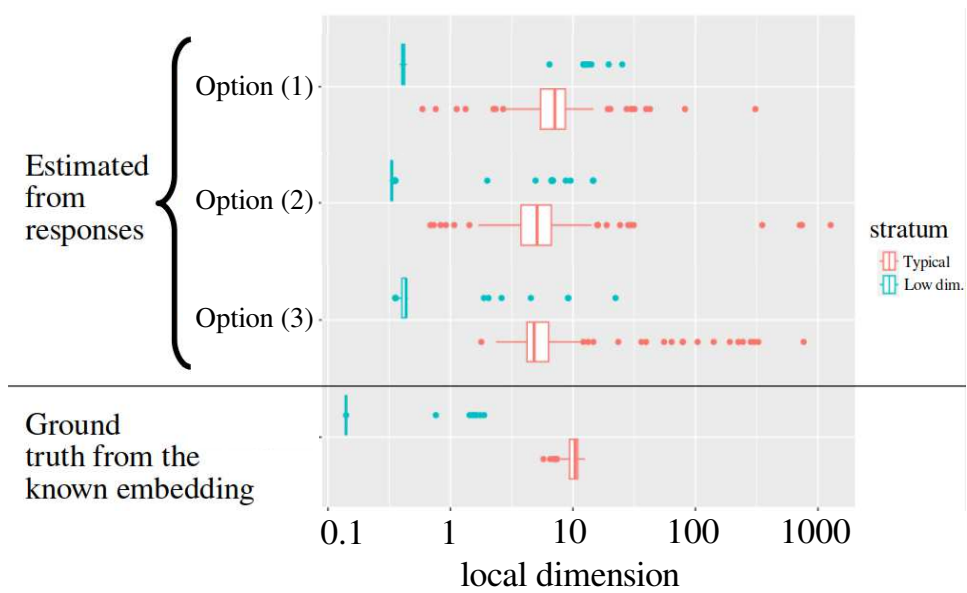 Option (1)
Estimated
from
responses
Option (2)
Option (3)
stratum
Typical
Low dim.
Ground
truth from the
known embedding
0.1 1 10 100 1000
local dimension